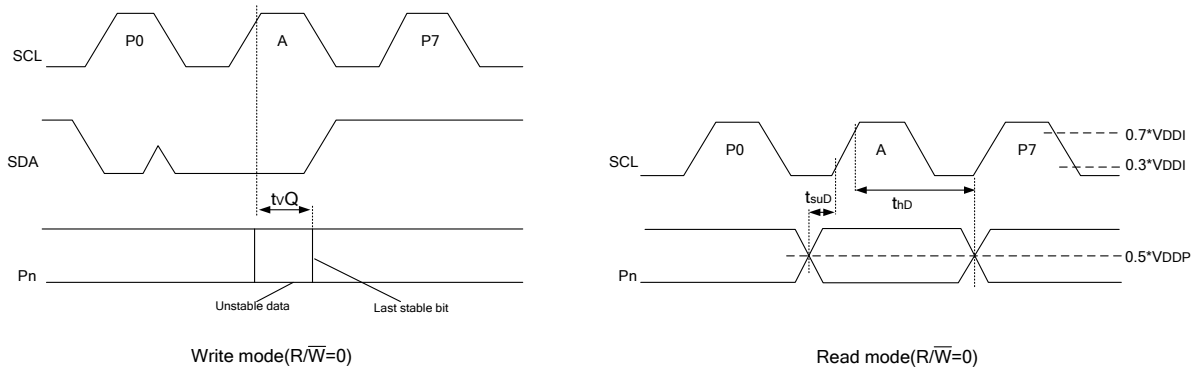 SCL
P0
A
P7
SDA
tvQ
Pn
Unstable data
Last stable bit
Write mode(R/W̅=0)
SCL
P0
A
P7
0.7*VDDI
0.3*VDDI
tsuD
thD
Pn
0.5*VDDP
Read mode(R/W̅=0)